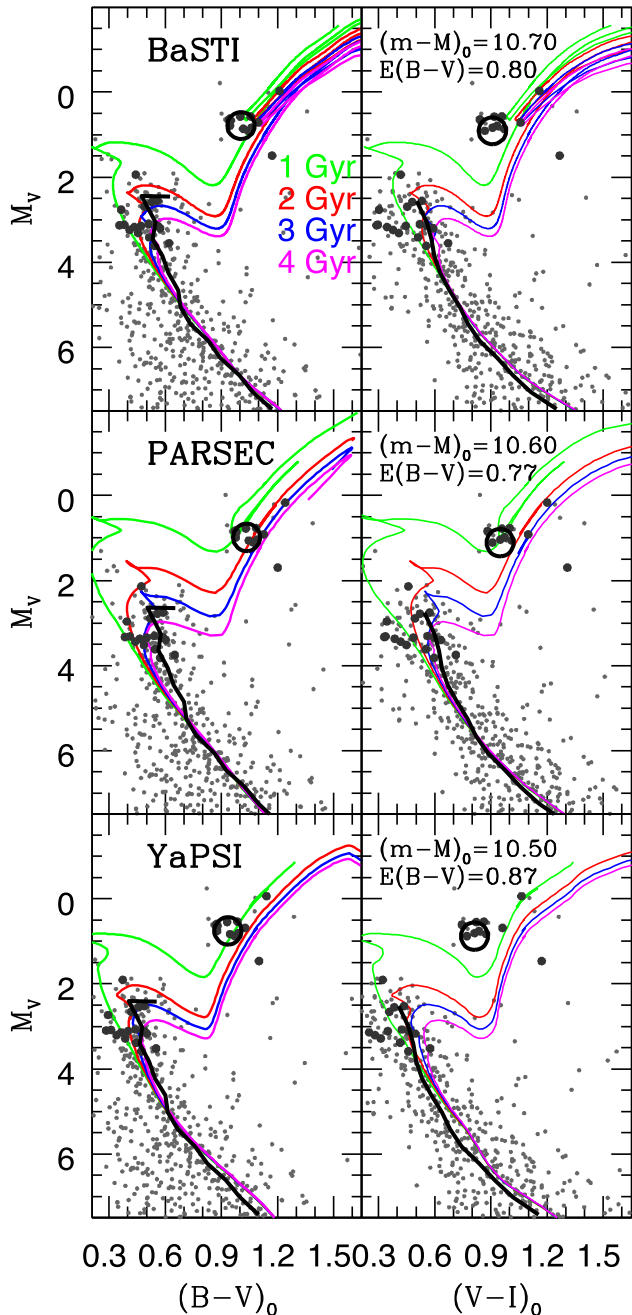 BaSTI
(m−M)₀=10.70
E(B−V)=0.80
0
2
4
6
M_V
1 Gyr
2 Gyr
3 Gyr
4 Gyr
PARSEC
(m−M)₀=10.60
E(B−V)=0.77
0
2
4
6
M_V
YaPSI
(m−M)₀=10.50
E(B−V)=0.87
0
2
4
6
M_V
0.3 0.6 0.9 1.2 1.5
0.3 0.6 0.9 1.2 1.5
(B−V)₀
(V−I)₀